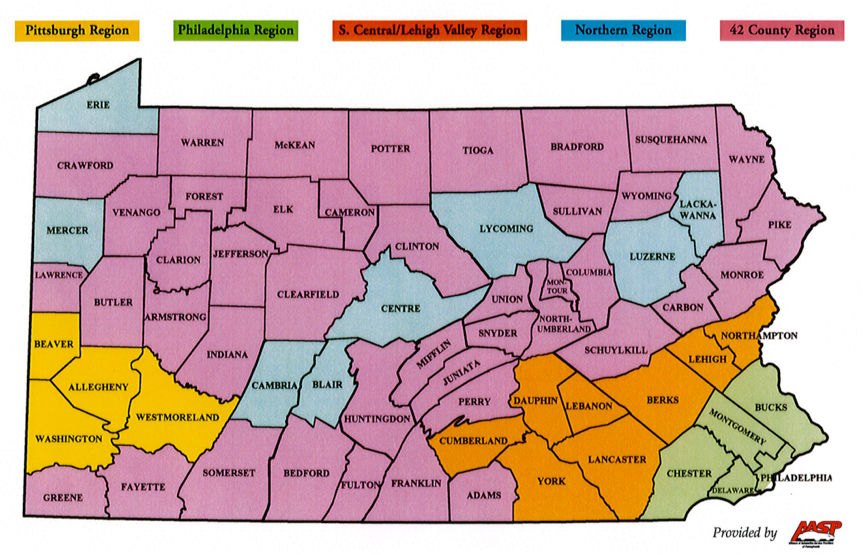 Pittsburgh Region
Philadelphia Region
S. Central/Lehigh Valley Region
Northern Region
42 County Region
ERIE
CRAWFORD
WARREN
McKEAN
POTTER
TIOGA
BRADFORD
SUSQUEHANNA
WAYNE
MERCER
VENANGO
FOREST
ELK
CAMERON
CLINTON
LYCOMING
SULLIVAN
WYOMING
LACKA-
WANNA
PIKE
LAWRENCE
BUTLER
CLARION
JEFFERSON
CLEARFIELD
CENTRE
UNION
MON
TOUR
COLUMBIA
LUZERNE
MONROE
CARBON
ARMSTRONG
INDIANA
SNYDER
NORTH-
UMBERLAND
SCHUYLKILL
NORTHAMPTON
LEHIGH
BEAVER
ALLEGHENY
WESTMORELAND
WASHINGTON
CAMBRIA
BLAIR
MIFFLIN
JUNIATA
HUNTINGDON
PERRY
DAUPHIN
LEBANON
BERKS
BUCKS
MONTGOMERY
CUMBERLAND
LANCASTER
CHESTER
DELAWARE
PHILADELPHIA
GREENE
FAYETTE
SOMERSET
BEDFORD
FULTON
FRANKLIN
ADAMS
YORK
Provided by
AASP